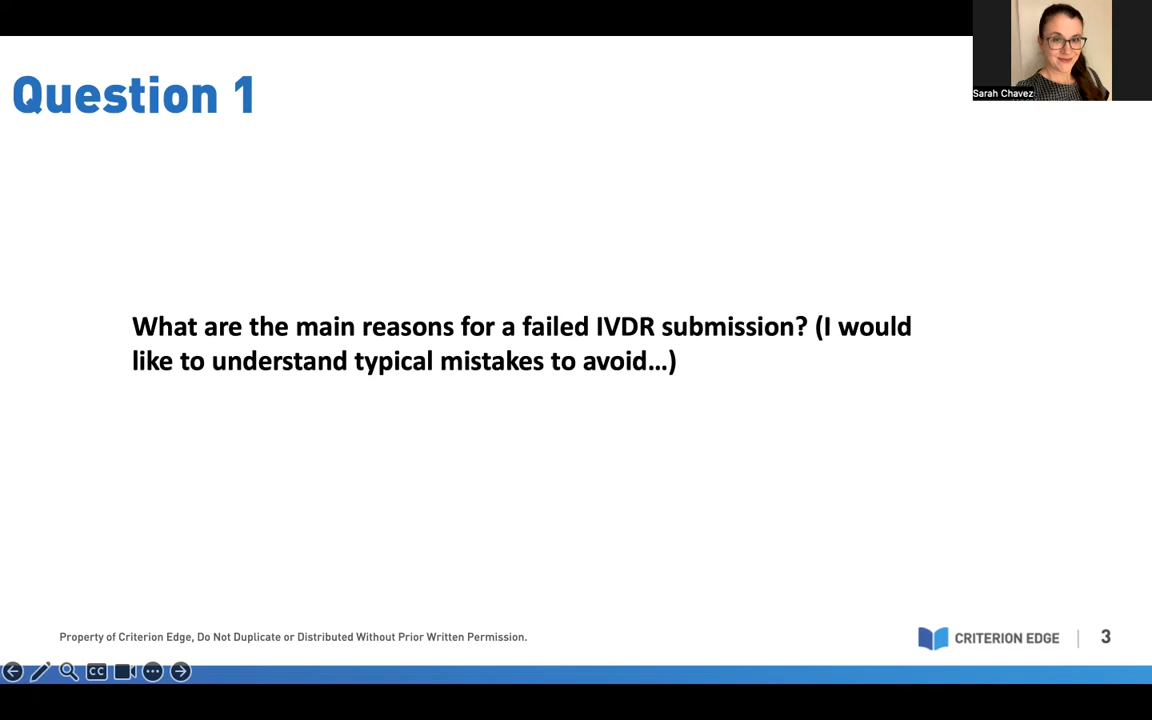 Question 1
Sarah Chavez
What are the main reasons for a failed IVDR submission? (I would
like to understand typical mistakes to avoid...)
Property of Criterion Edge, Do Not Duplicate or Distributed Without Prior Written Permission.
CRITERION EDGE | 3
CC